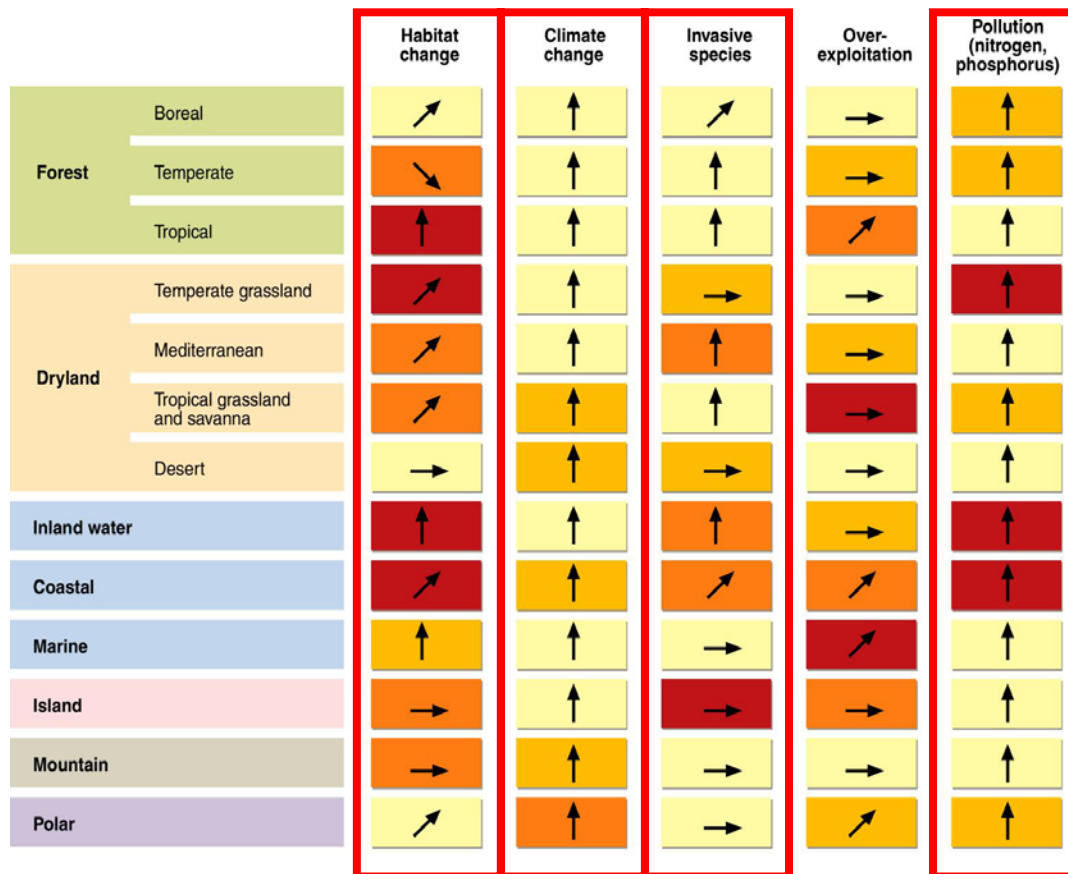 Habitat
change
Climate
change
Invasive
species
Over-
exploitation
Pollution
(nitrogen,
phosphorus)
Forest
Boreal
Temperate
Tropical
Dryland
Temperate grassland
Mediterranean
Tropical grassland
and savanna
Desert
Inland water
Coastal
Marine
Island
Mountain
Polar